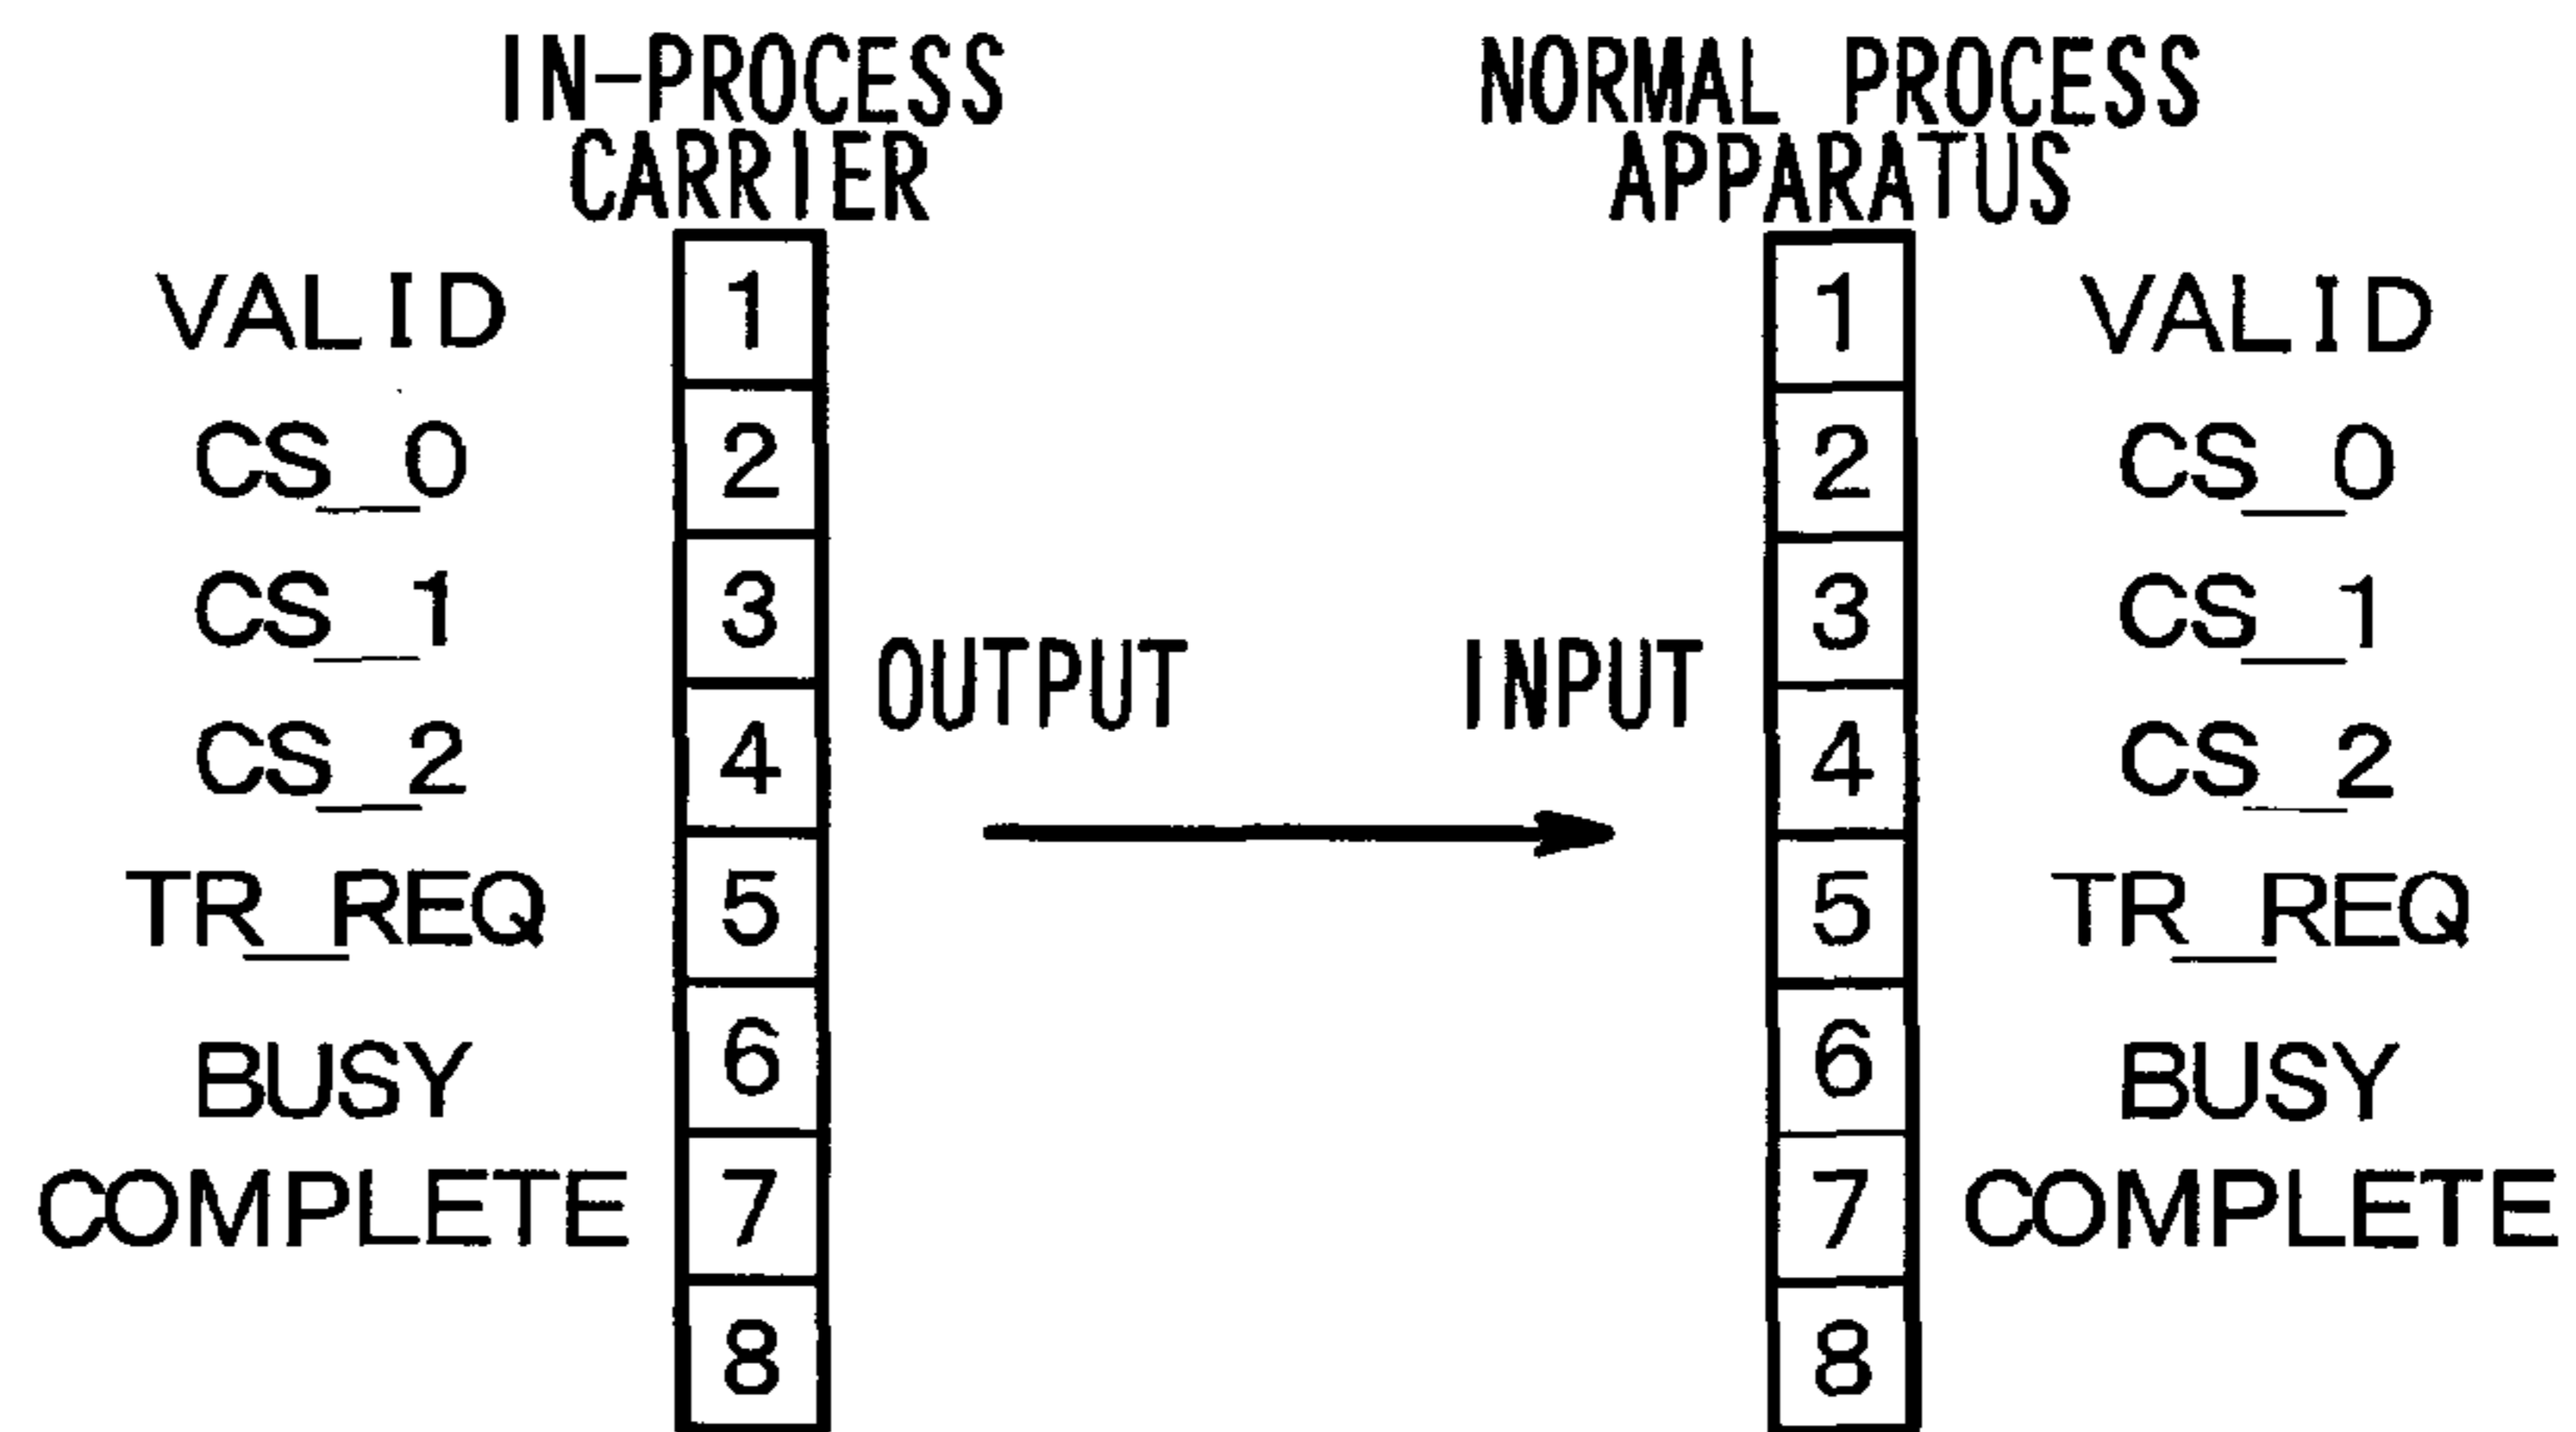 IN-PROCESS
CARRIER
NORMAL PROCESS
APPARATUS
VALID 1 1 VALID
CS_0 2 2 CS_0
CS_1 3 3 CS_1
OUTPUT INPUT
CS_2 4 4 CS_2
TR_REQ 5 5 TR_REQ
BUSY 6 6 BUSY
COMPLETE 7 7 COMPLETE
8 8